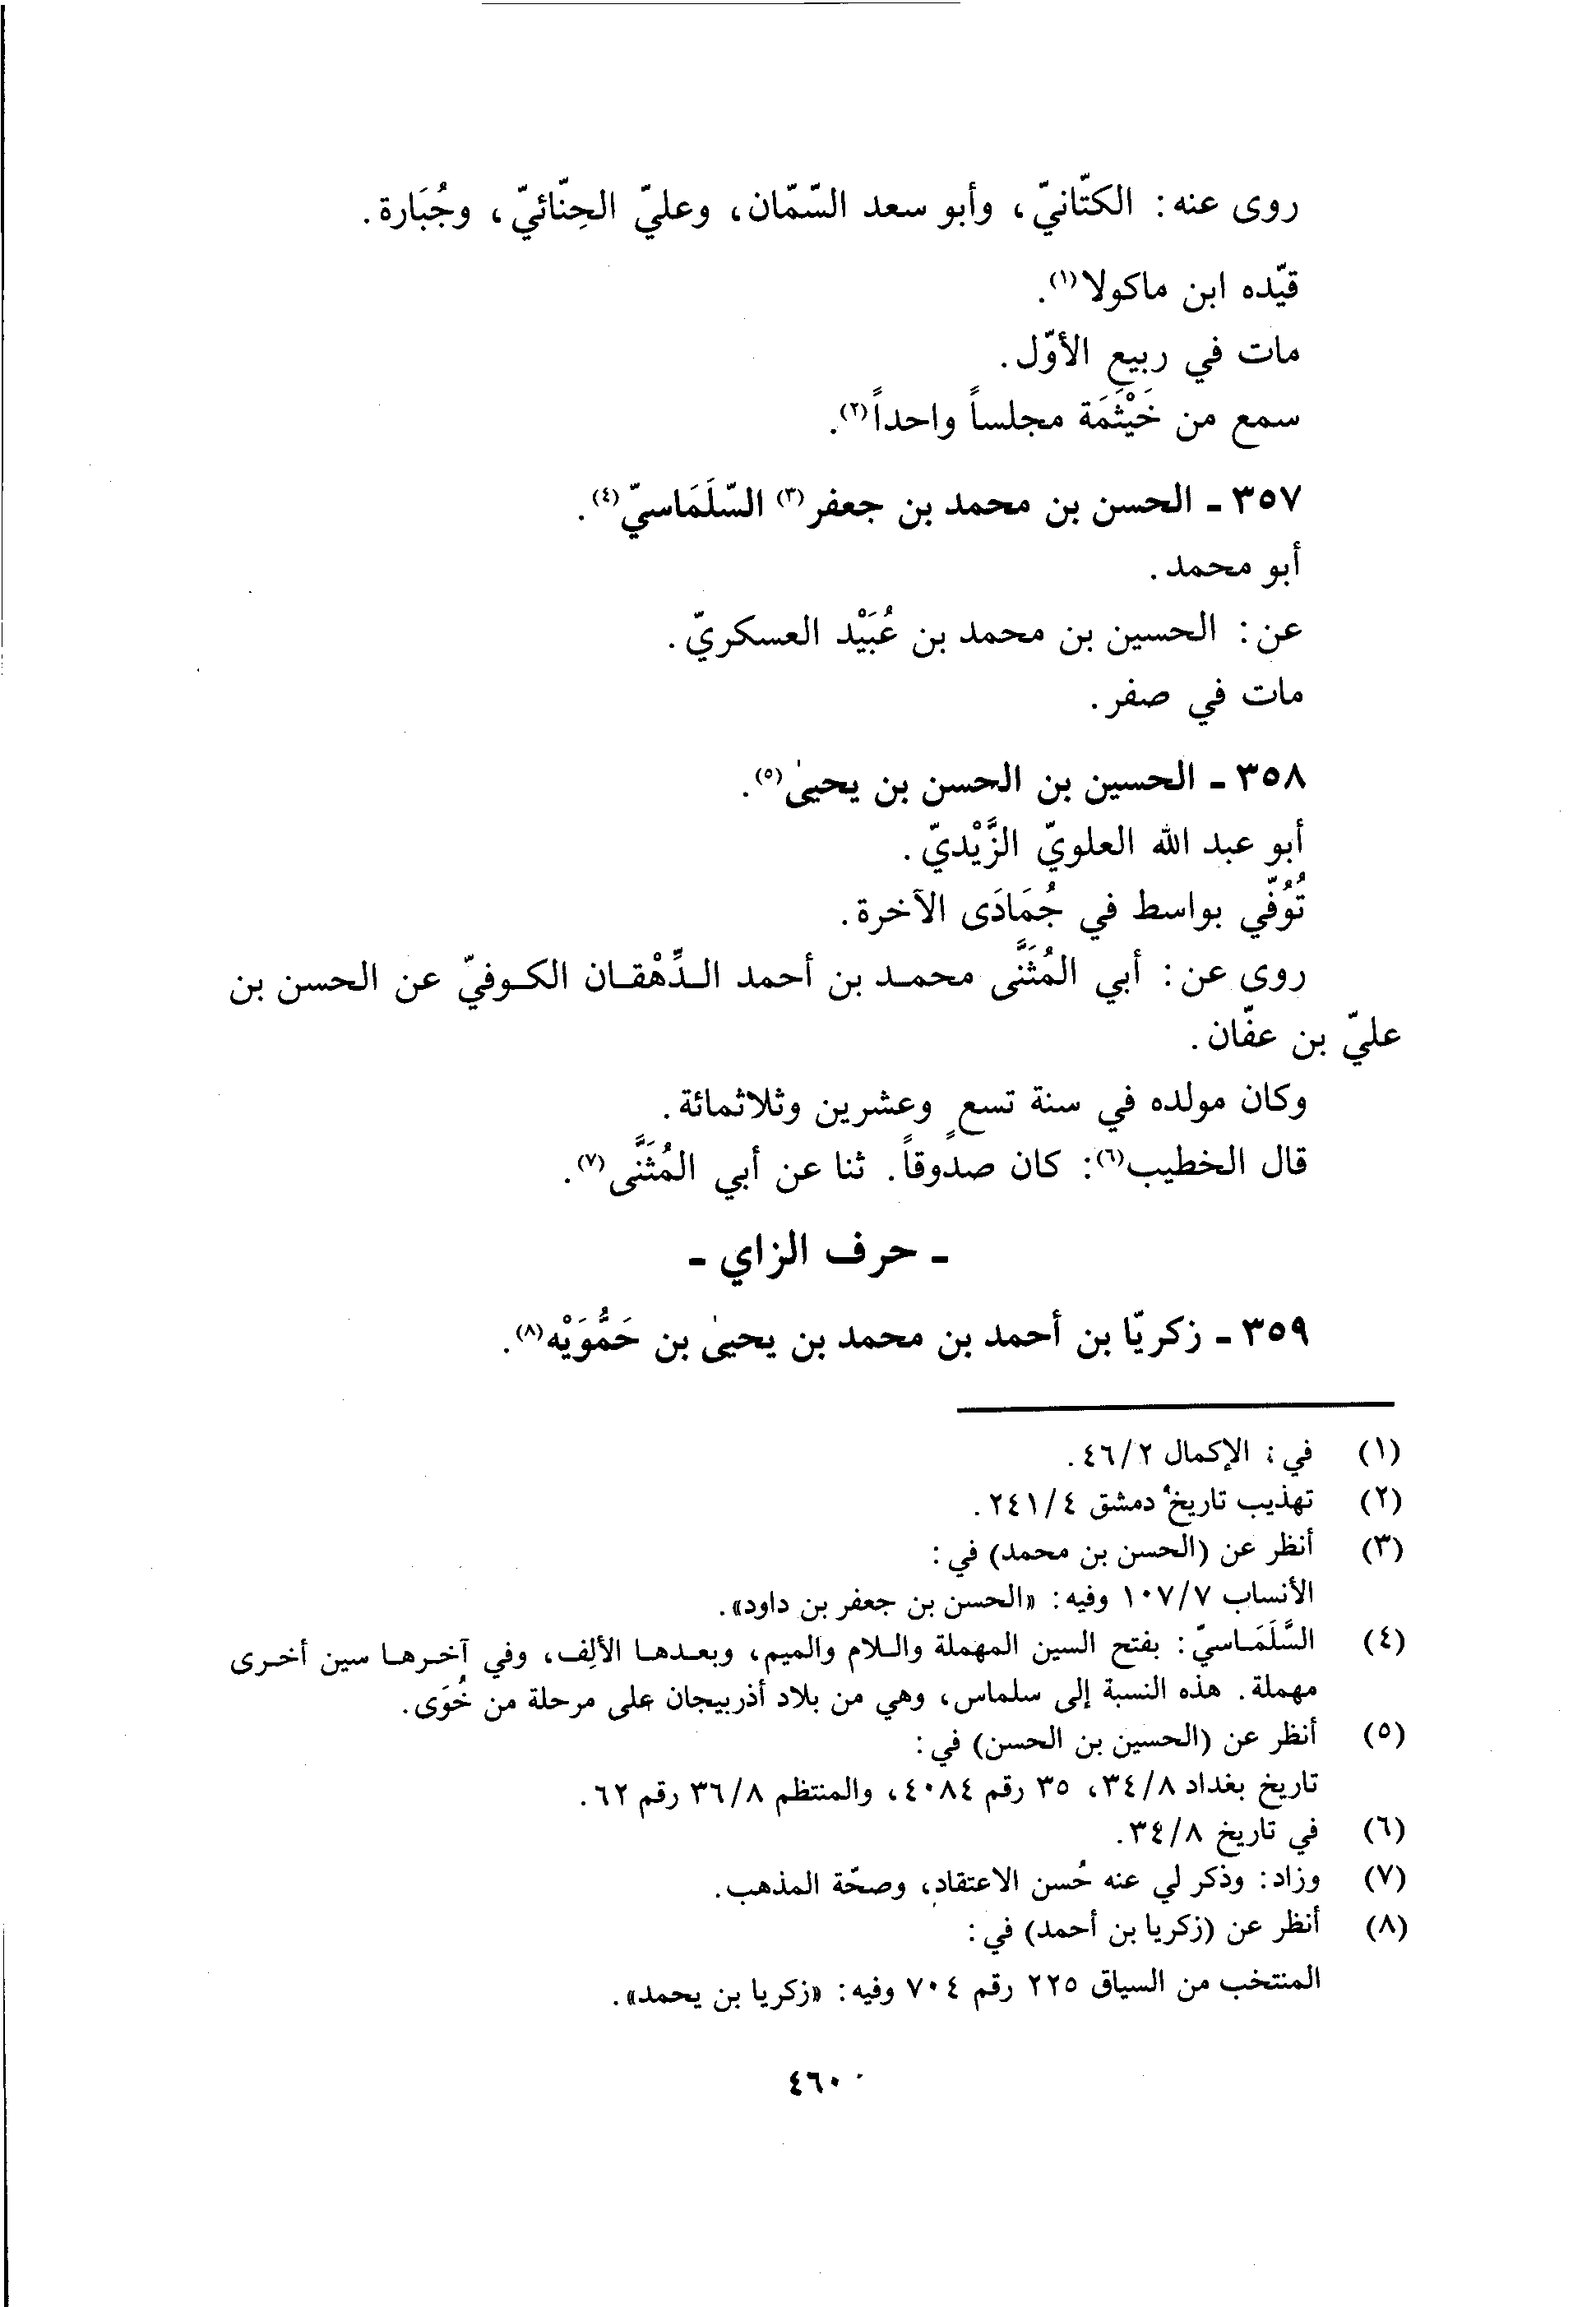 روى عنه: الكتّانيّ، وأبو سعد السّمّان، وعليّ الحِنّائيّ، وجُبَارة.
قيّده ابن ماكولا(١).
مات في ربيع الأوّل.
سمع من خَيْثَمَة مجلساً واحداً(٢).
٣٥٧ - الحسن بن محمد بن جعفر(٣) السّلَمَاسيّ(٤).
أبو محمد.
عن: الحسين بن محمد بن عُبَيْد العسكريّ.
مات في صفر.
٣٥٨ - الحسين بن الحسن بن يحيىٰ(٥).
أبو عبد الله العلويّ الزَّيْديّ.
تُوُفّي بواسط في جُمَادَى الآخرة.
روى عن: أبي المُثَنَّى محمد بن أحمد الدِّهْقان الكوفيّ عن الحسن بن
عليّ بن عفّان.
وكان مولده في سنة تسعٍ وعشرين وثلاثمائة.
قال الخطيب(٦): كان صدوقاً. ثنا عن أبي المُثَنَّى(٧).
- حرف الزاي -
٣٥٩ - زكريّا بن أحمد بن محمد بن يحيىٰ بن حَمُّوَيْه(٨).
(١) في: الإكمال ٤٦/٢.
(٢) تهذيب تاريخ دمشق ٢٤١/٤.
(٣) أنظر عن (الحسن بن محمد) في:
الأنساب ١٠٧/٧ وفيه: «الحسن بن جعفر بن داود».
(٤) السَّلَمَاسيّ: بفتح السين المهملة واللام والميم، وبعدها الألِف، وفي آخرها سين أخرى
مهملة. هذه النسبة إلى سلماس، وهي من بلاد أذربيجان على مرحلة من خُوَى.
(٥) أنظر عن (الحسين بن الحسن) في:
تاريخ بغداد ٣٤/٨، ٣٥ رقم ٤٠٨٤، والمنتظم ٣٦/٨ رقم ٦٢.
(٦) في تاريخ ٣٤/٨.
(٧) وزاد: وذكر لي عنه حُسن الاعتقاد، وصحّة المذهب.
(٨) أنظر عن (زكريا بن أحمد) في:
المنتخب من السياق ٢٢٥ رقم ٧٠٤ وفيه: «زكريا بن يحمد».
٤٦٠